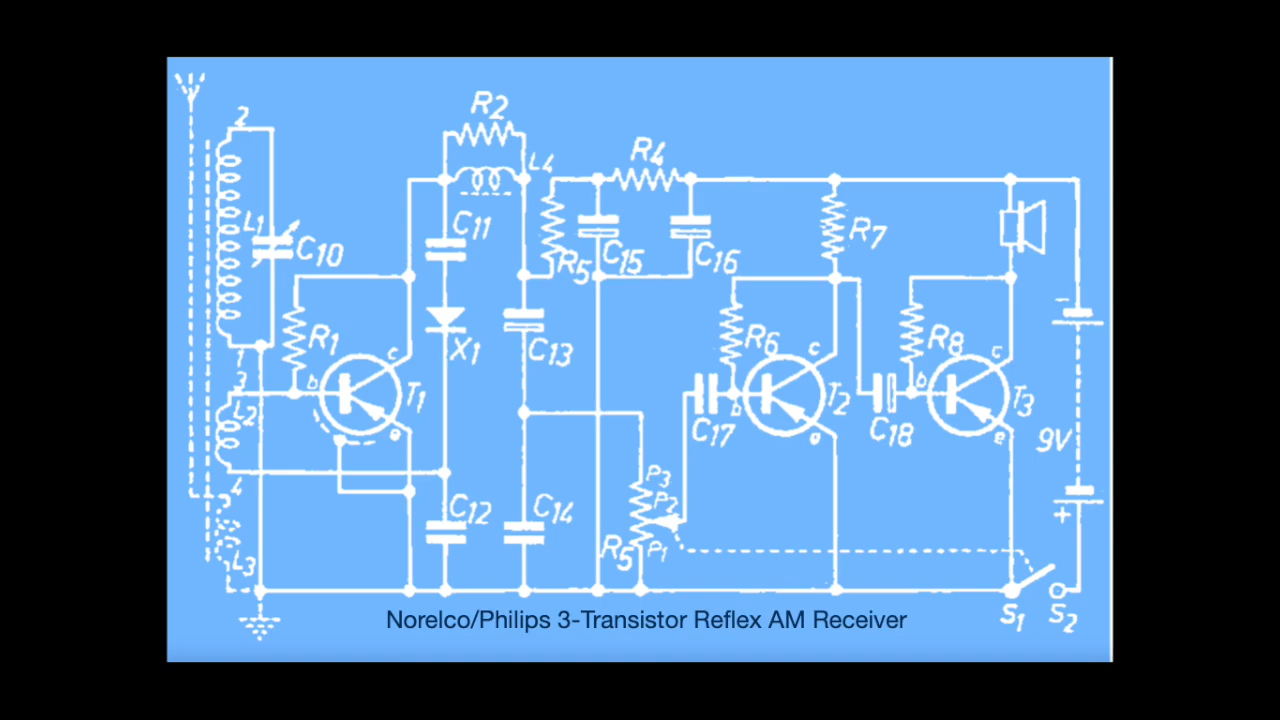 R2
2
L4
R4
L1
C10
C11
R5
C15
C16
R7
R1
X1
C13
R6
R8
1
3
b
c
T1
e
L2
4
C12
C14
L3
P3
P2
P1
R5
C17
b
c
T2
e
C18
b
c
T3
e
-
9V
+
S1
S2
Norelco/Philips 3-Transistor Reflex AM Receiver